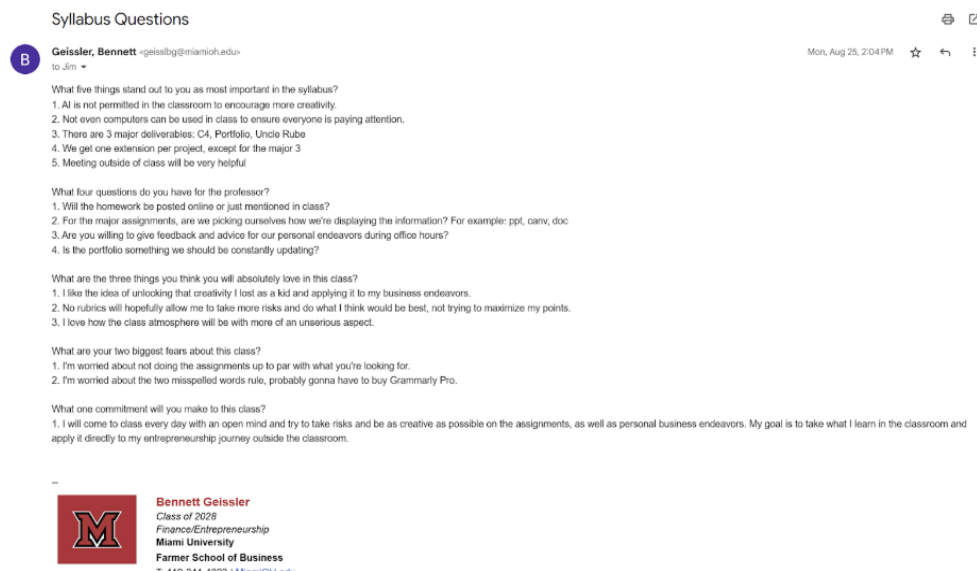 Syllabus Questions
B
Geissler, Bennett <geisslbg@miamioh.edu>
Mon, Aug 25, 2:04 PM
to Jim
What five things stand out to you as most important in the syllabus?
1. AI is not permitted in the classroom to encourage more creativity.
2. Not even computers can be used in class to ensure everyone is paying attention.
3. There are 3 major deliverables: C4, Portfolio, Uncle Rube
4. We get one extension per project, except for the major 3
5. Meeting outside of class will be very helpful
What four questions do you have for the professor?
1. Will the homework be posted online or just mentioned in class?
2. For the major assignments, are we picking ourselves how we're displaying the information? For example: ppt, canv, doc
3. Are you willing to give feedback and advice for our personal endeavors during office hours?
4. Is the portfolio something we should be constantly updating?
What are the three things you think you will absolutely love in this class?
1. I like the idea of unlocking that creativity I lost as a kid and applying it to my business endeavors.
2. No rubrics will hopefully allow me to take more risks and do what I think would be best, not trying to maximize my points.
3. I love how the class atmosphere will be with more of an unserious aspect.
What are your two biggest fears about this class?
1. I'm worried about not doing the assignments up to par with what you're looking for.
2. I'm worried about the two misspelled words rule, probably gonna have to buy Grammarly Pro.
What one commitment will you make to this class?
1. I will come to class every day with an open mind and try to take risks and be as creative as possible on the assignments, as well as personal business endeavors. My goal is to take what I learn in the classroom and
apply it directly to my entrepreneurship journey outside the classroom.
--
M
Bennett Geissler
Class of 2028
Finance/Entrepreneurship
Miami University
Farmer School of Business